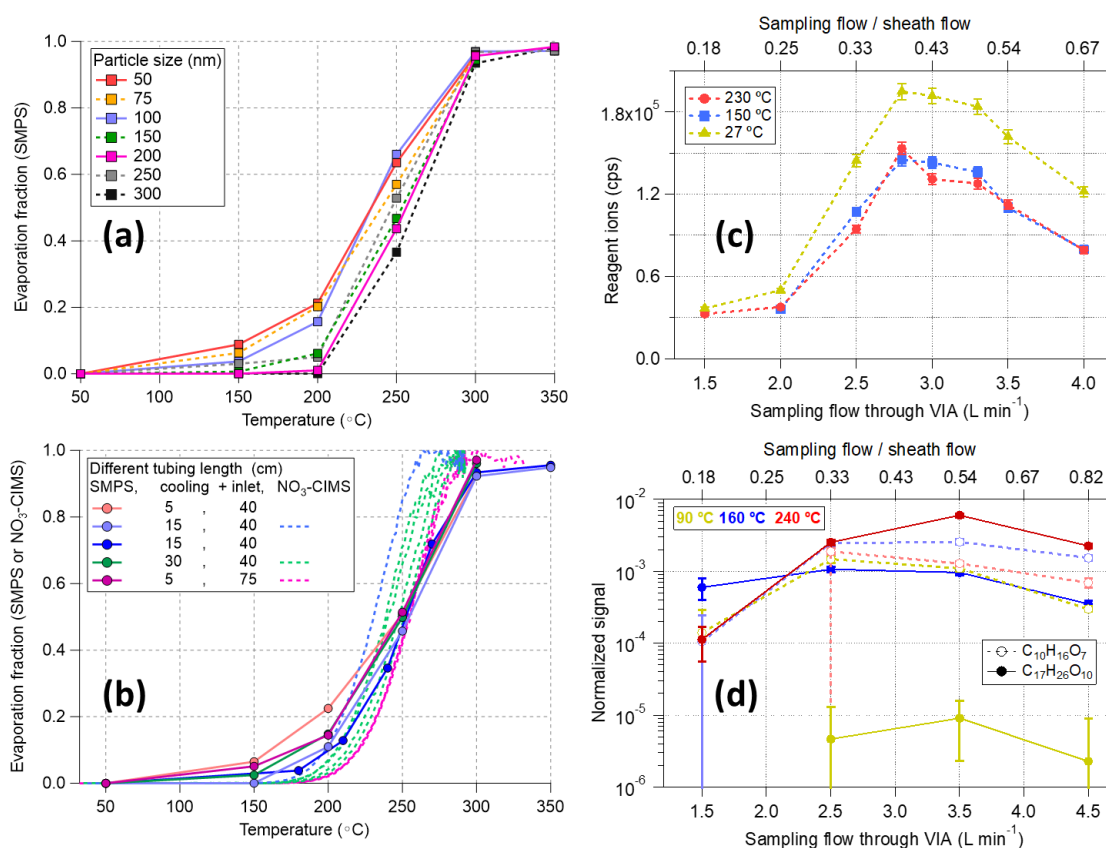 Evaporation fraction (SMPS)
1.0
0.8
0.6
0.4
0.2
0.0
Particle size (nm)
50
75
100
150
200
250
300
(a)
50 100 150 200 250 300 350
Temperature (°C)
Sampling flow / sheath flow
0.18 0.25 0.33 0.43 0.54 0.67
Reagent ions (cps)
1.8x10⁵
1.2
0.6
0.0
230 ºC
150 ºC
27 ºC
(c)
1.5 2.0 2.5 3.0 3.5 4.0
Sampling flow through VIA (L min⁻¹)
Evaporation fraction (SMPS or NO₃-CIMS)
1.0
0.8
0.6
0.4
0.2
0.0
Different tubing length (cm)
SMPS, cooling + inlet, NO₃-CIMS
5 , 40
15 , 40
15 , 40
30 , 40
5 , 75
(b)
50 100 150 200 250 300 350
Temperature (°C)
Sampling flow / sheath flow
0.18 0.25 0.33 0.43 0.54 0.67 0.82
Normalized signal
10⁻²
10⁻³
10⁻⁴
10⁻⁵
10⁻⁶
90 ºC 160 ºC 240 ºC
C₁₀H₁₆O₇
C₁₇H₂₆O₁₀
(d)
1.5 2.0 2.5 3.0 3.5 4.0 4.5
Sampling flow through VIA (L min⁻¹)